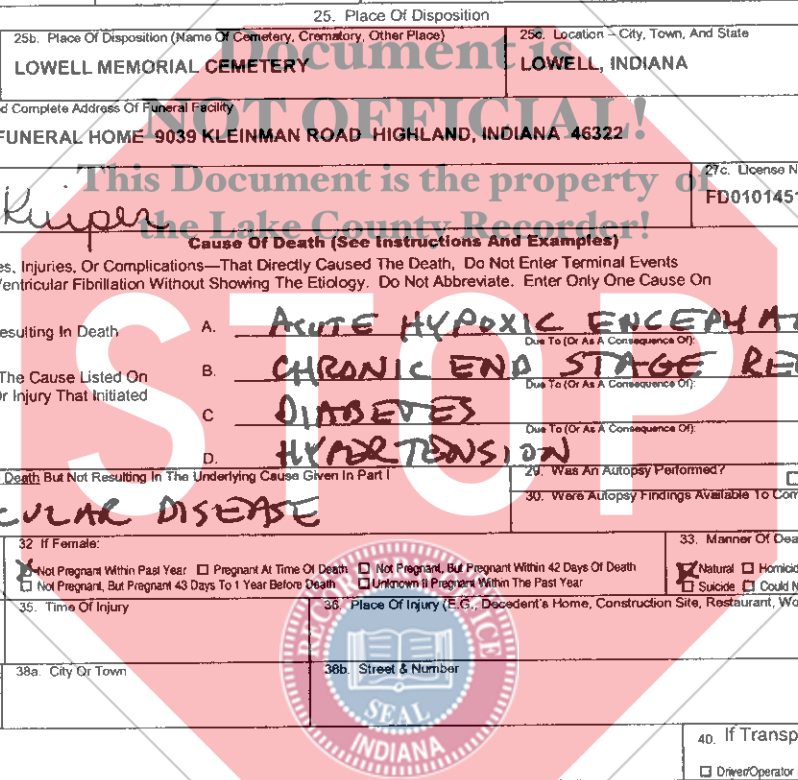 25. Place Of Disposition
25b. Place Of Disposition (Name Of Cemetery, Crematory, Other Place)
25c. Location – City, Town, And State
LOWELL MEMORIAL CEMETERY
LOWELL, INDIANA
Document is
NOT OFFICIAL!
This Document is the property of
the Lake County Recorder!
d Complete Address Of Funeral Facility
FUNERAL HOME 9039 KLEINMAN ROAD HIGHLAND, INDIANA 46322
27c. License N
FD0101451
Kuiper
Cause Of Death (See Instructions And Examples)
es, Injuries, Or Complications—That Directly Caused The Death, Do Not Enter Terminal Events
Ventricular Fibrillation Without Showing The Etiology. Do Not Abbreviate. Enter Only One Cause On
STOP
esulting In Death
A. ACUTE HYPOXIC ENCEPHAT
Due To (Or As A Consequence Of):
The Cause Listed On
B. CHRONIC END STAGE RE
Or Injury That Initiated
Due To (Or As A Consequence Of):
C DIABETES
Due To (Or As A Consequence Of):
D. HYPERTENSION
Death But Not Resulting In The Underlying Cause Given In Part I
29. Was An Autopsy Performed?
CULAR DISEASE
30. Were Autopsy Findings Available To Com
32 If Female:
33. Manner Of Dea
Not Pregnant Within Past Year Pregnant At Time Of Death Not Pregnant, But Pregnant Within 42 Days Of Death
Natural Homicid
Not Pregnant, But Pregnant 43 Days To 1 Year Before Death Unknown If Pregnant Within The Past Year
Suicide Could N
35. Time Of Injury
36. Place Of Injury (E.G., Decedent's Home, Construction Site, Restaurant, Wo
38a. City Or Town
38b. Street & Number
SEAL
INDIANA
40. If Transp
Driver/Operator